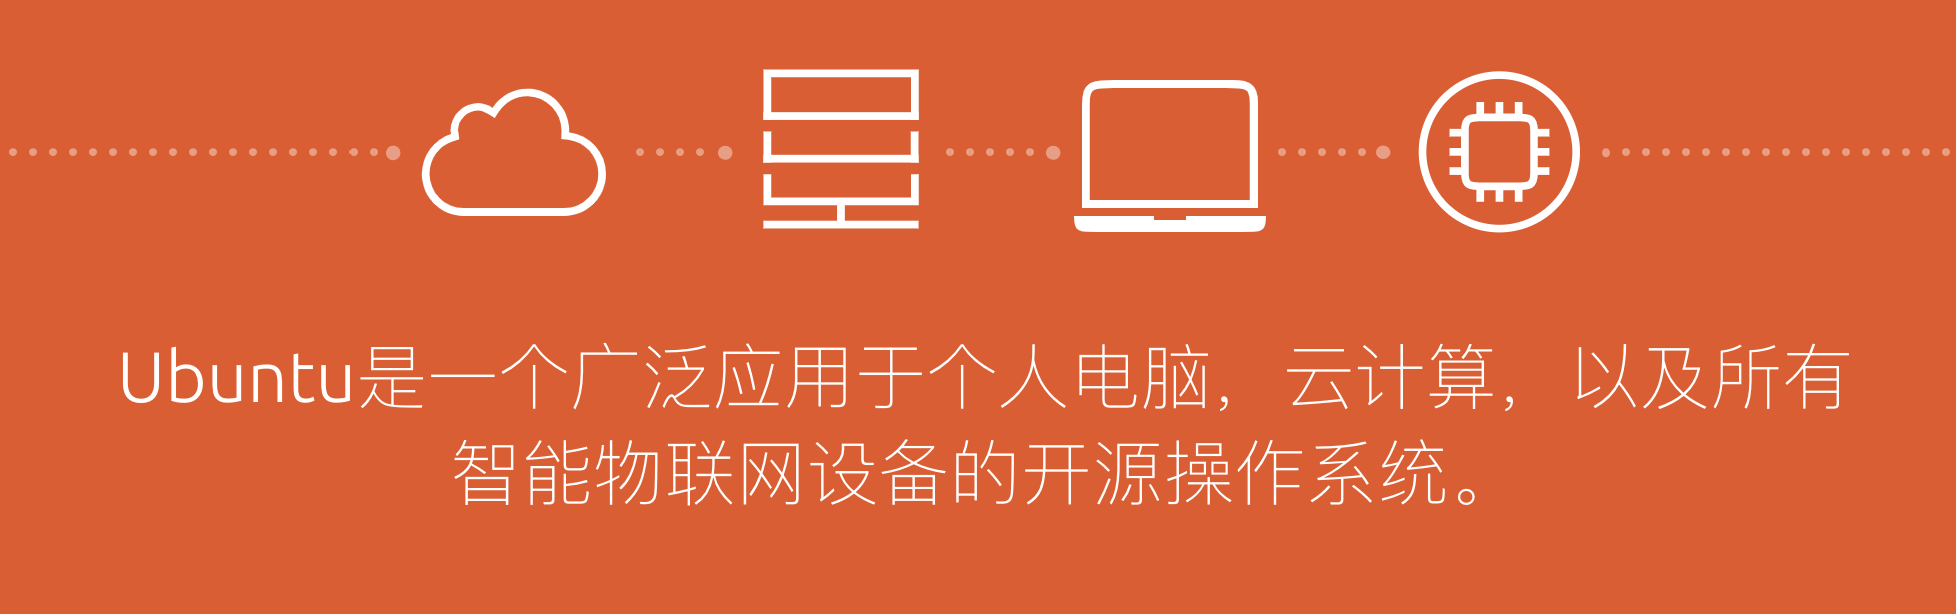 Ubuntu是一个广泛应用于个人电脑，云计算，以及所有
智能物联网设备的开源操作系统。